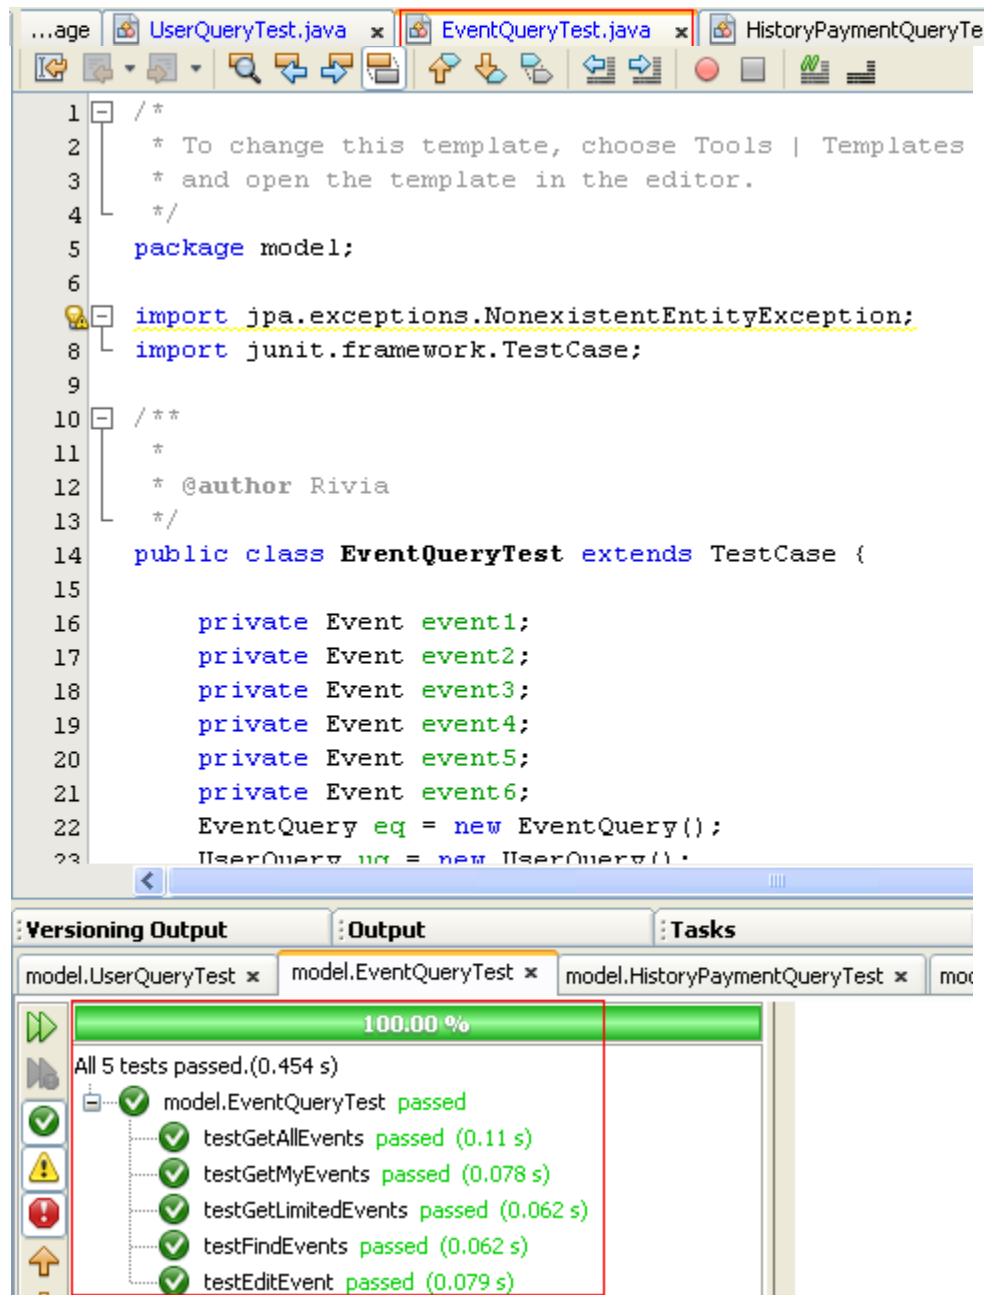 ...age UserQueryTest.java x EventQueryTest.java x HistoryPaymentQueryTe
1 /*
2 * To change this template, choose Tools | Templates
3 * and open the template in the editor.
4 */
5 package model;
6
import jpa.exceptions.NonexistentEntityException;
8 import junit.framework.TestCase;
9
10 /**
11 *
12 * @author Rivia
13 */
14 public class EventQueryTest extends TestCase {
15
16 private Event event1;
17 private Event event2;
18 private Event event3;
19 private Event event4;
20 private Event event5;
21 private Event event6;
22 EventQuery eq = new EventQuery();
23 UserQuery uq = new UserQuery();
Versioning Output Output Tasks
model.UserQueryTest x model.EventQueryTest x model.HistoryPaymentQueryTest x mod
100.00 %
All 5 tests passed.(0.454 s)
model.EventQueryTest passed
testGetAllEvents passed (0.11 s)
testGetMyEvents passed (0.078 s)
testGetLimitedEvents passed (0.062 s)
testFindEvents passed (0.062 s)
testEditEvent passed (0.079 s)